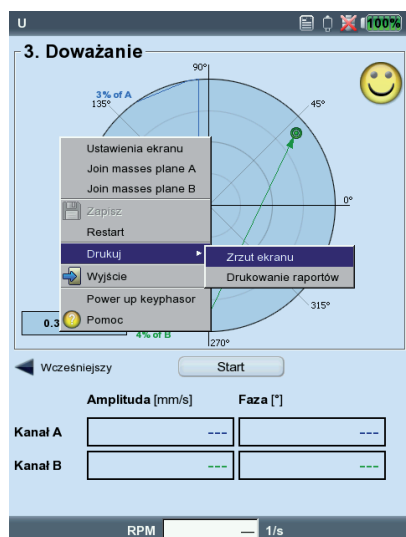 U
100%
3. Doważanie
90°
3% of A
135°
45°
Ustawienia ekranu
Join masses plane A
Join masses plane B
0°
Zapisz
Restart
Drukuj
Zrzut ekranu
Wyjście
Drukowanie raportów
Power up keyphasor
315°
0.3
Pomoc
4% of B
270°
Wcześniejszy
Start
Amplituda [mm/s] Faza [°]
Kanał A --- ---
Kanał B --- ---
RPM — 1/s